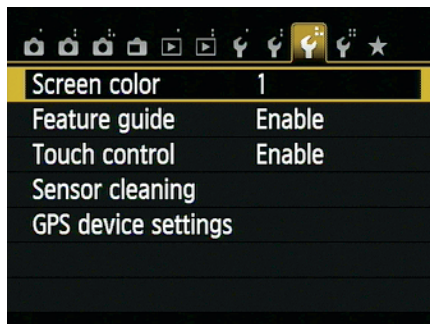 Screen color 1
Feature guide Enable
Touch control Enable
Sensor cleaning
GPS device settings